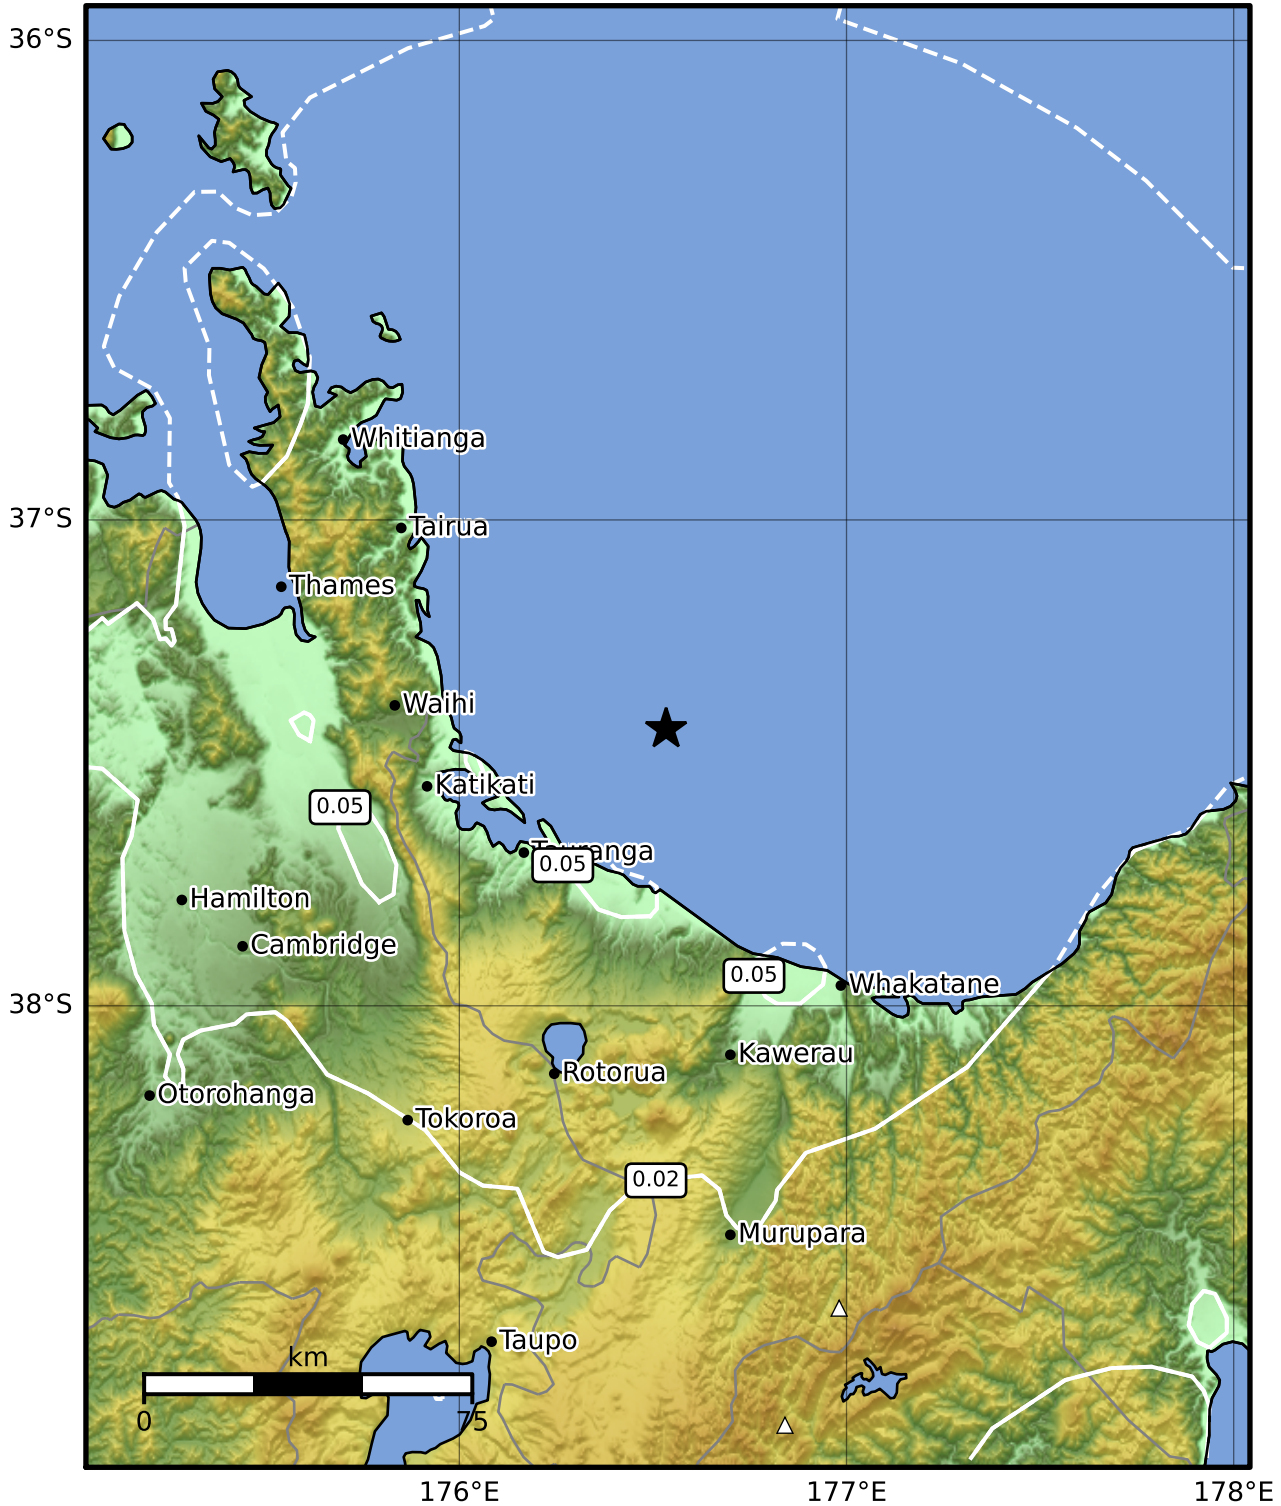 36°S
Whitianga
37°S
Tairua
Thames
Waihi
Katikati
0.05
Tauranga
0.05
Hamilton
Cambridge
0.05
Whakatane
38°S
Kawerau
Rotorua
Otorohanga
Tokoroa
0.02
Murupara
Taupo
km
0
75
176°E
177°E
178°E